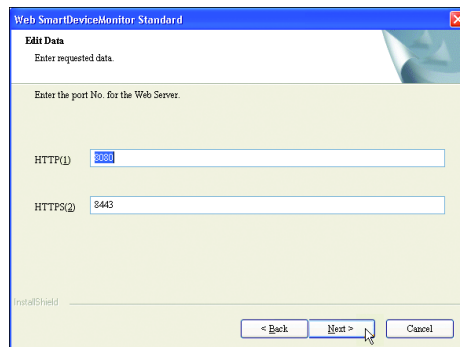 Web SmartDeviceMonitor Standard
Edit Data
Enter requested data.
Enter the port No. for the Web Server.
HTTP(1) 8080
HTTPS(2) 8443
InstallShield
< Back Next > Cancel